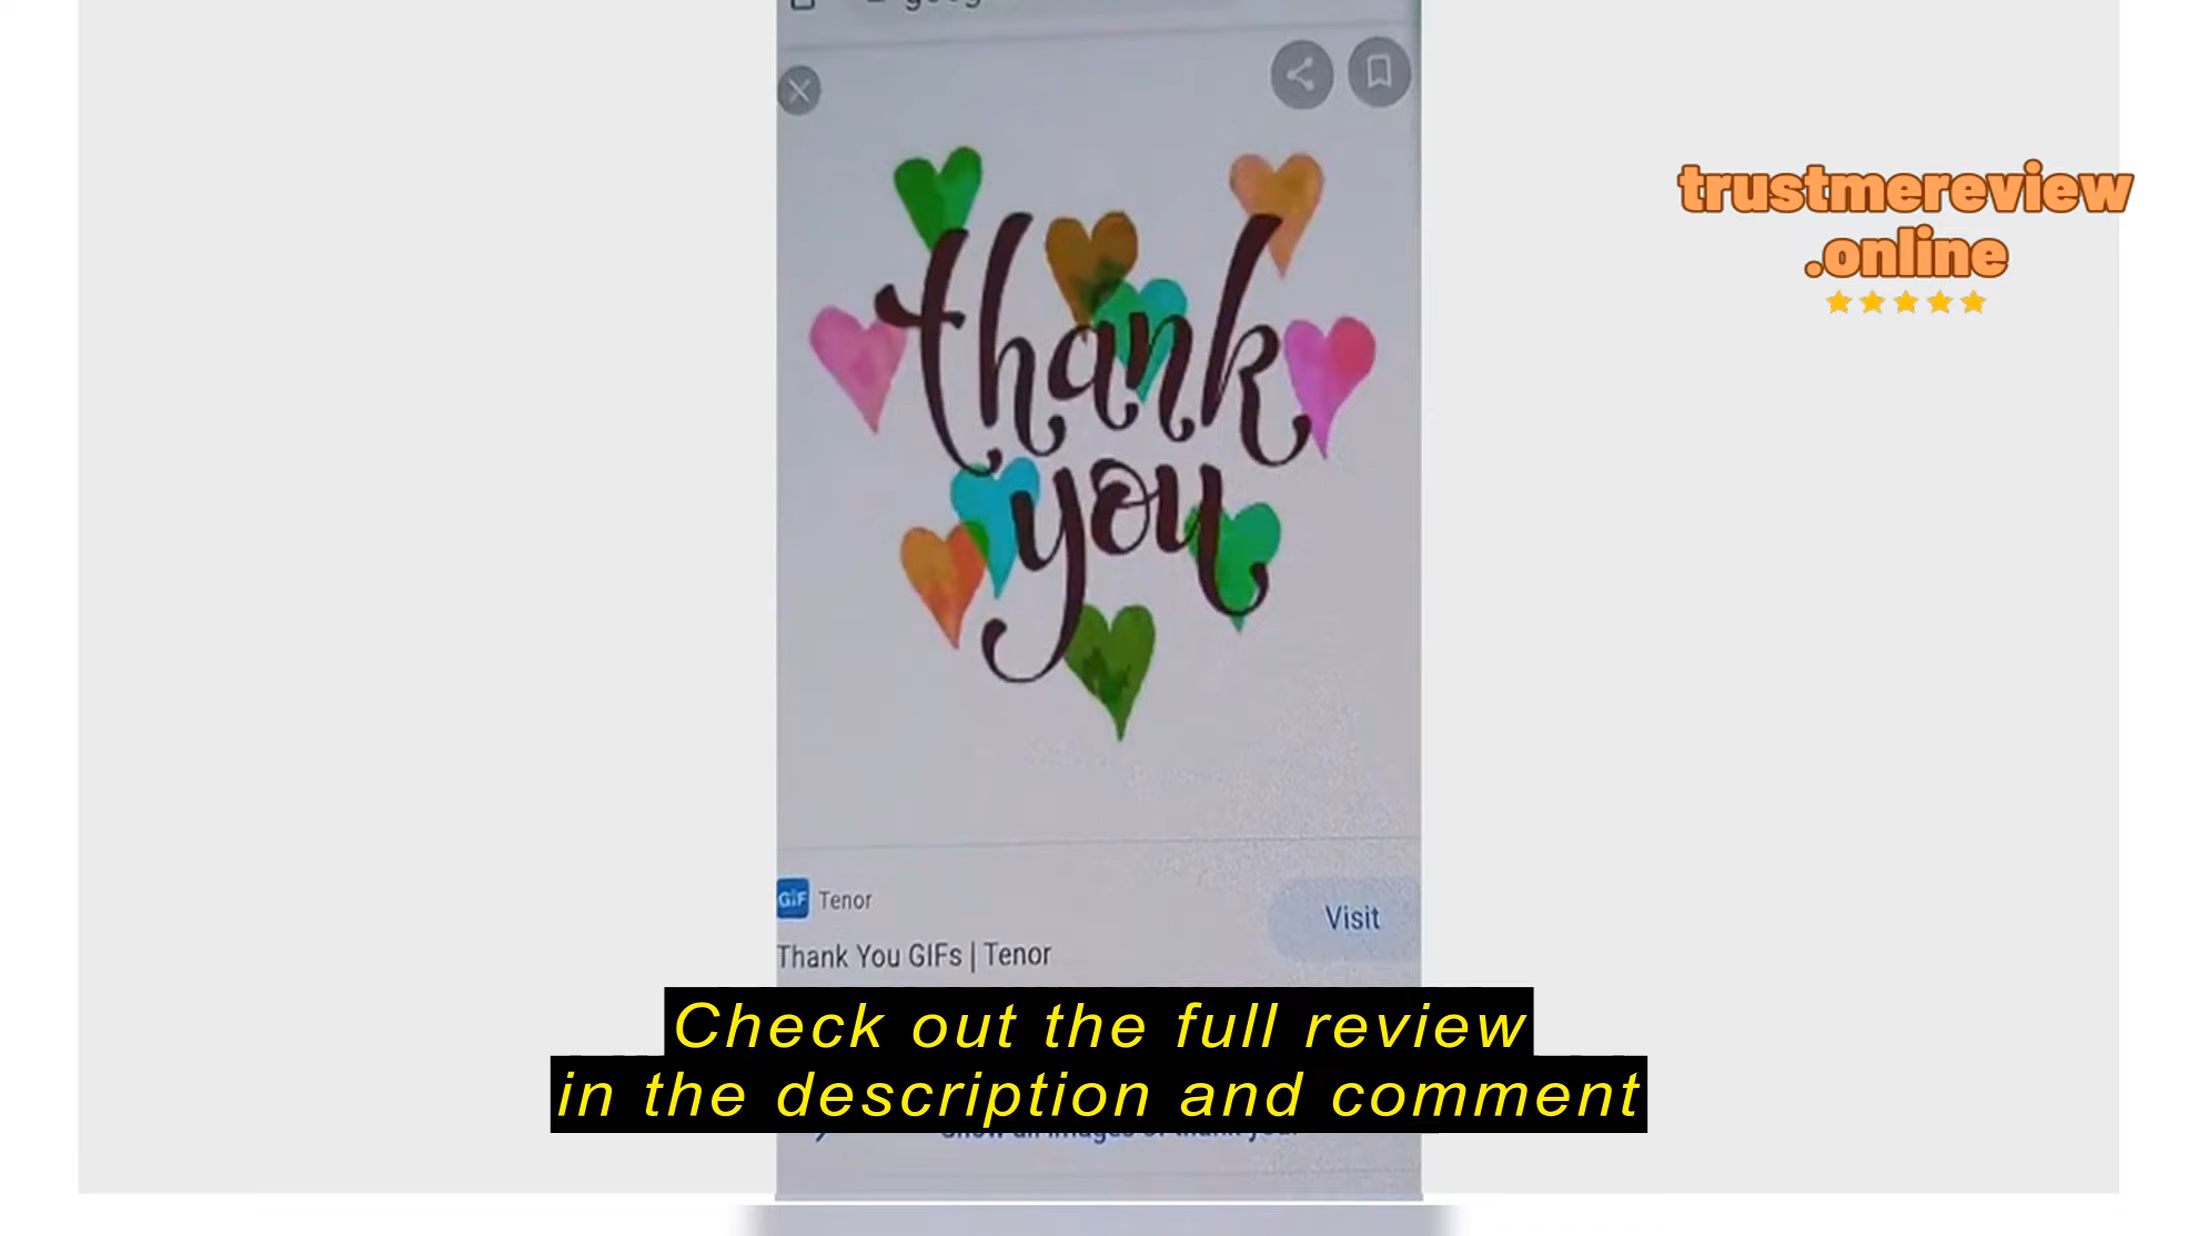 trustmereview
.online
thank
you
GIF Tenor
Visit
Thank You GIFs | Tenor
Check out the full review
in the description and comment